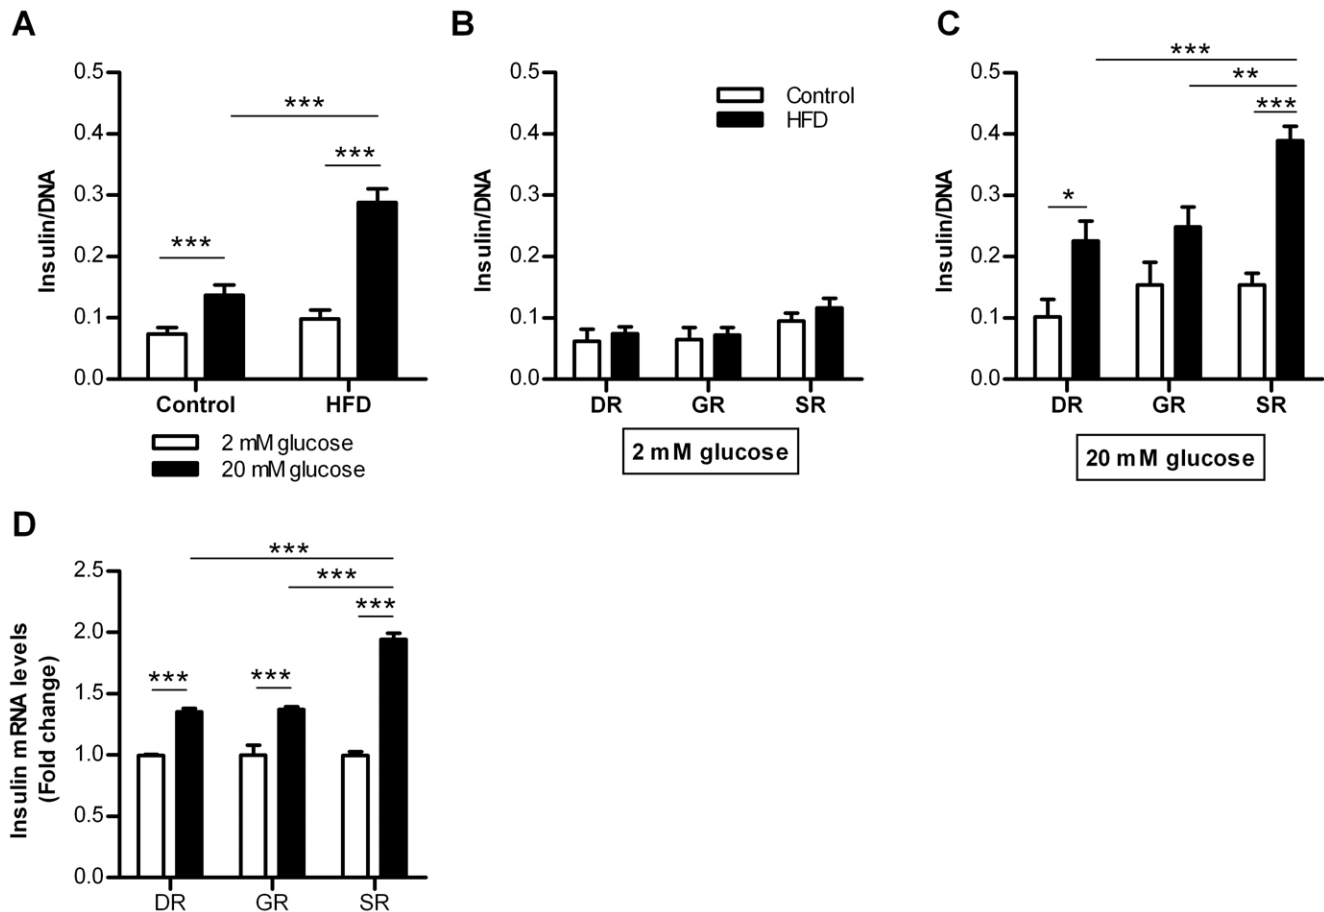 A
Insulin/DNA
0.5
0.4
0.3
0.2
0.1
0.0
***
***
***
Control HFD
2 mM glucose
20 mM glucose
B
Insulin/DNA
0.5
0.4
0.3
0.2
0.1
0.0
Control
HFD
DR GR SR
2 mM glucose
C
Insulin/DNA
0.5
0.4
0.3
0.2
0.1
0.0
***
**
***
*
DR GR SR
20 mM glucose
D
Insulin mRNA levels
(Fold change)
2.5
2.0
1.5
1.0
0.5
0.0
***
***
***
***
***
DR GR SR